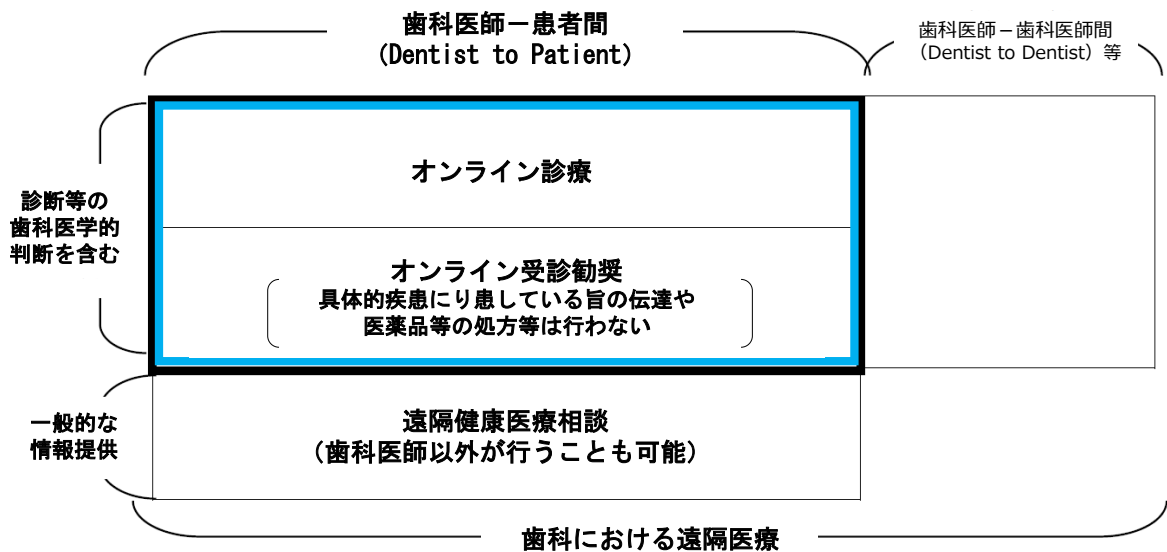 歯科医師－患者間
(Dentist to Patient)
歯科医師－歯科医師間
（Dentist to Dentist）等
診断等の
歯科医学的
判断を含む
オンライン診療
オンライン受診勧奨
具体的疾患にり患している旨の伝達や
医薬品等の処方等は行わない
一般的な
情報提供
遠隔健康医療相談
(歯科医師以外が行うことも可能)
歯科における遠隔医療